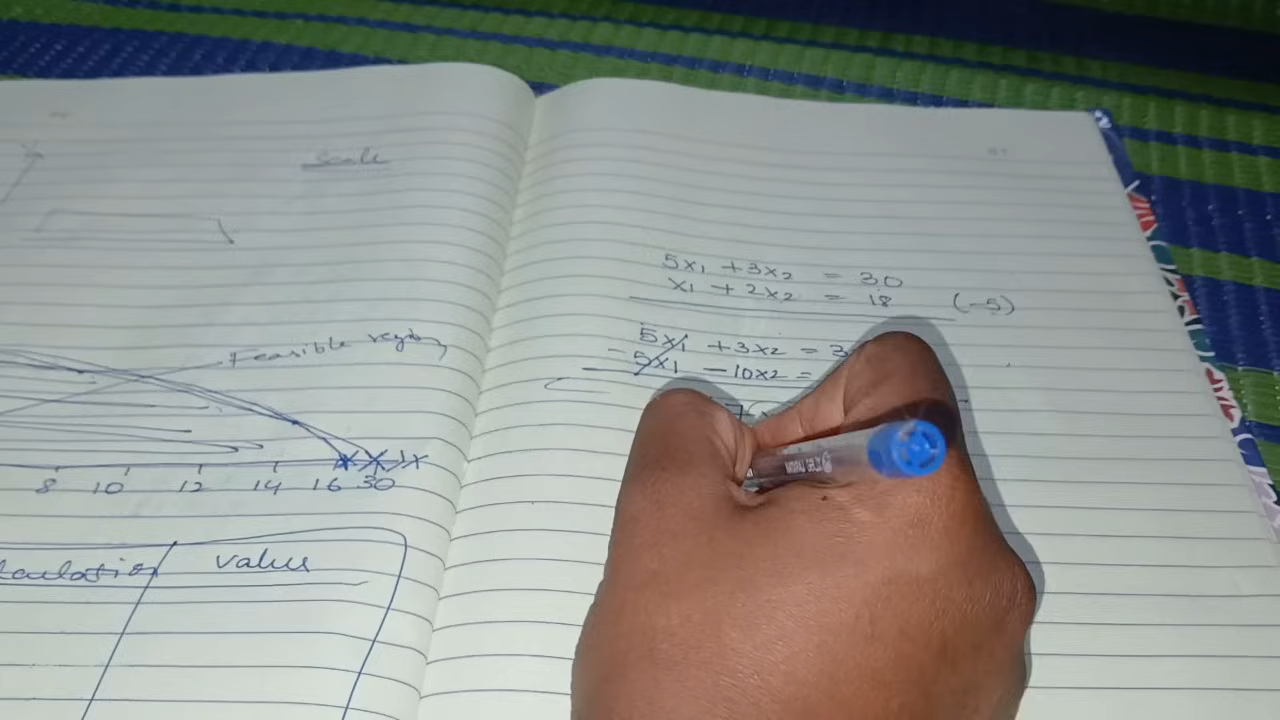 Scale
Feasible region
8 10 12 14 16 30 X
value
5x₁ + 3x₂ = 30
x₁ + 2x₂ = 18 (-5)
5x₁ + 3x₂ = 3
-5x₁ - 10x₂ =